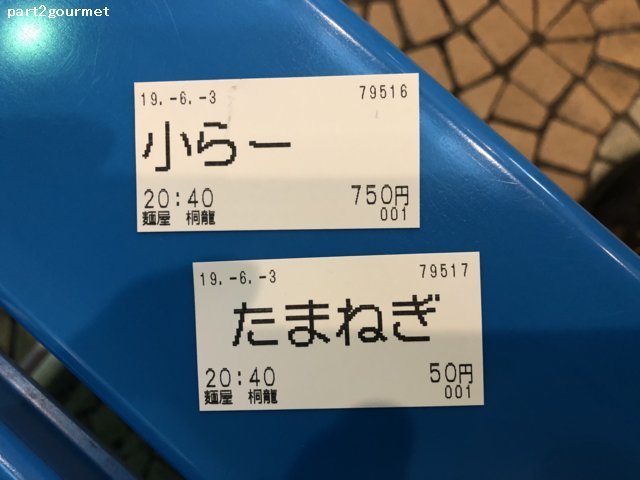 part2gourmet
19.-6.-3 79516
小らー
20:40 750円
麺屋 桐龍 001
19.-6.-3 79517
たまねぎ
20:40 50円
麺屋 桐龍 001